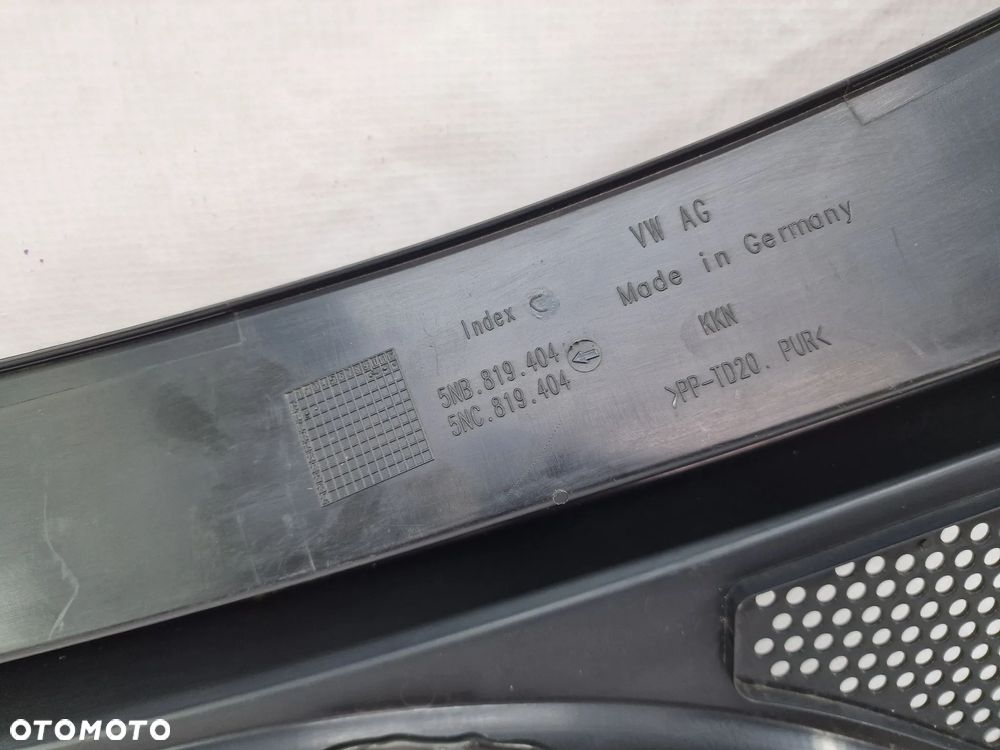 VW AG
Made in Germany
Index C
KKN
5NB.819.404
5NC.819.404
>PP-TD20. PUR<
OTOMOTO